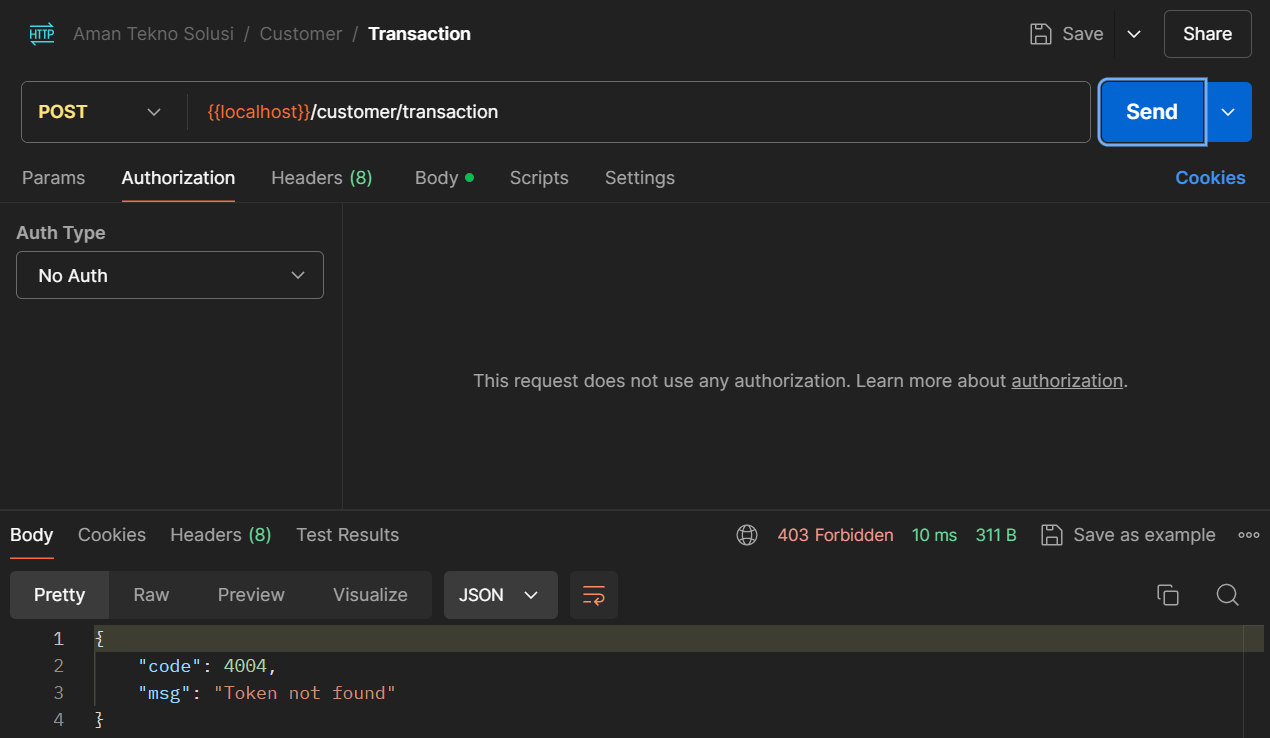 HTTP Aman Tekno Solusi / Customer / Transaction Save Share
POST {{localhost}}/customer/transaction Send
Params Authorization Headers (8) Body Scripts Settings Cookies
Auth Type
No Auth
This request does not use any authorization. Learn more about authorization.
Body Cookies Headers (8) Test Results 403 Forbidden 10 ms 311 B Save as example
Pretty Raw Preview Visualize JSON
1 {
2 "code": 4004,
3 "msg": "Token not found"
4 }